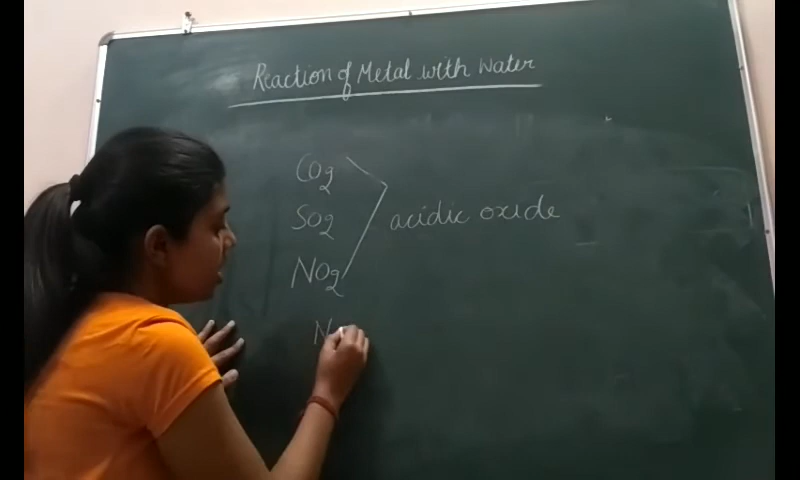 Reaction of Metal with Water
CO2
SO2
acidic oxide
NO2
N